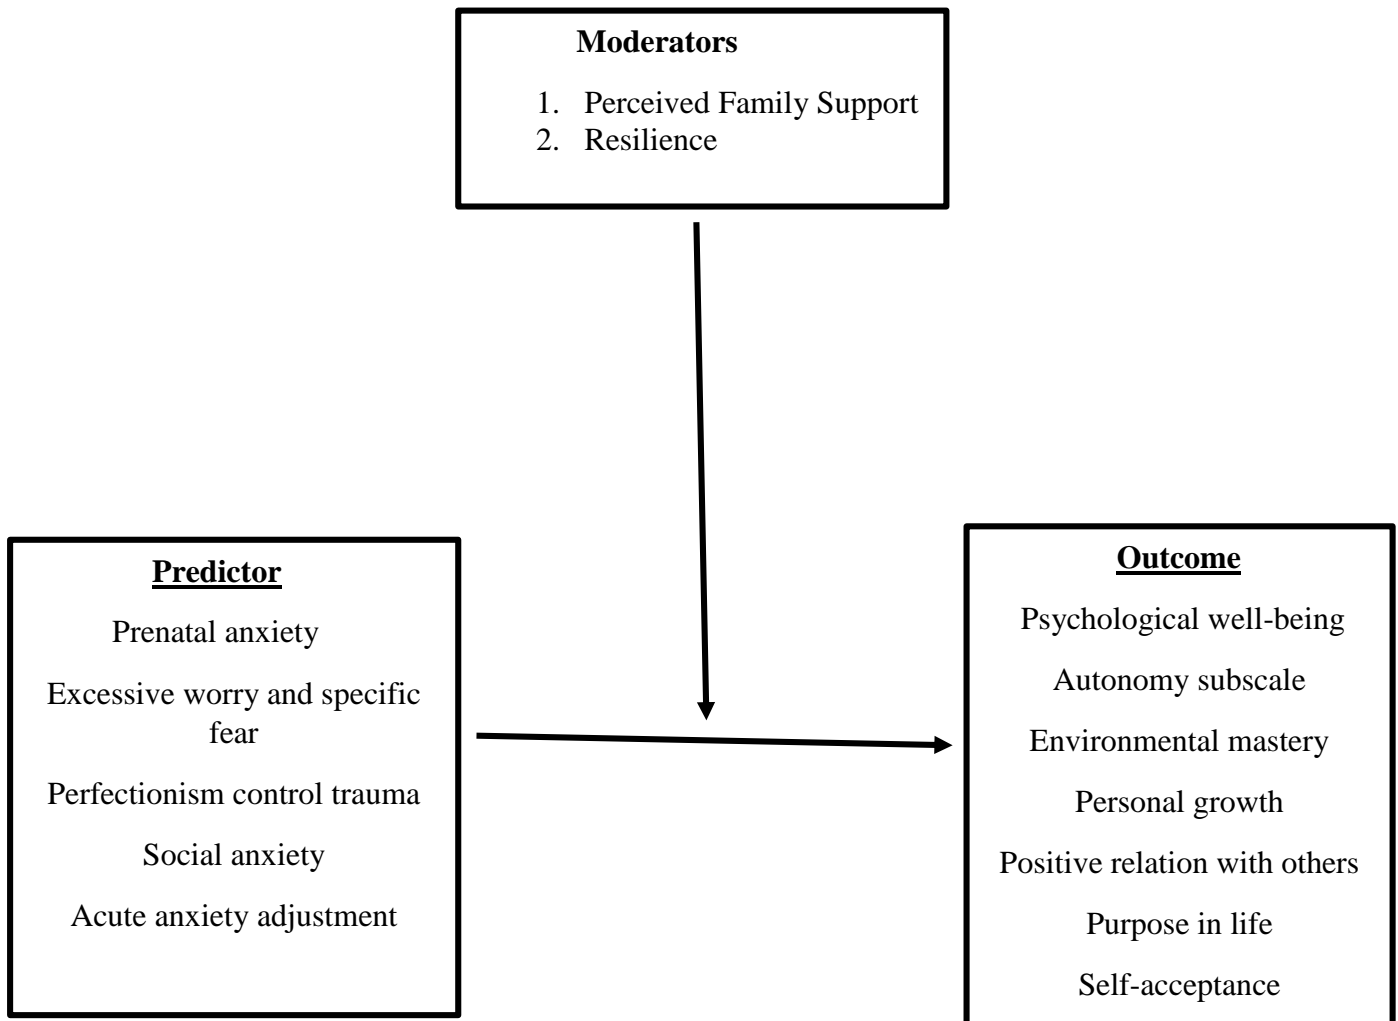 Moderators
1. Perceived Family Support
2. Resilience
Predictor
Prenatal anxiety
Excessive worry and specific
fear
Perfectionism control trauma
Social anxiety
Acute anxiety adjustment
Outcome
Psychological well-being
Autonomy subscale
Environmental mastery
Personal growth
Positive relation with others
Purpose in life
Self-acceptance